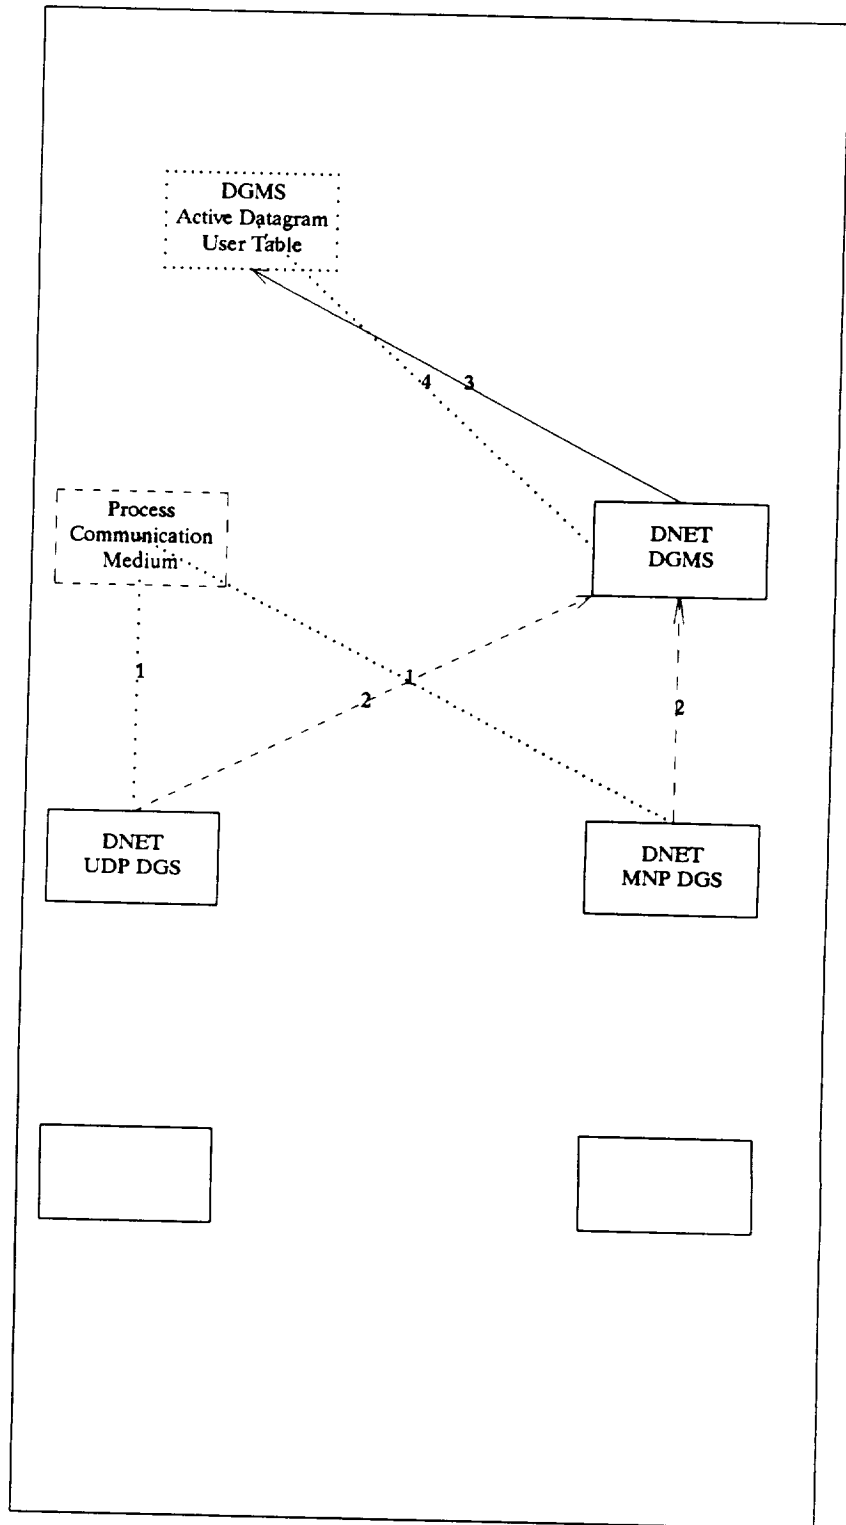 DGMS
Active Datagram
User Table
4
3
Process
Communication
Medium
DNET
DGMS
1
1
2
2
DNET
UDP DGS
DNET
MNP DGS